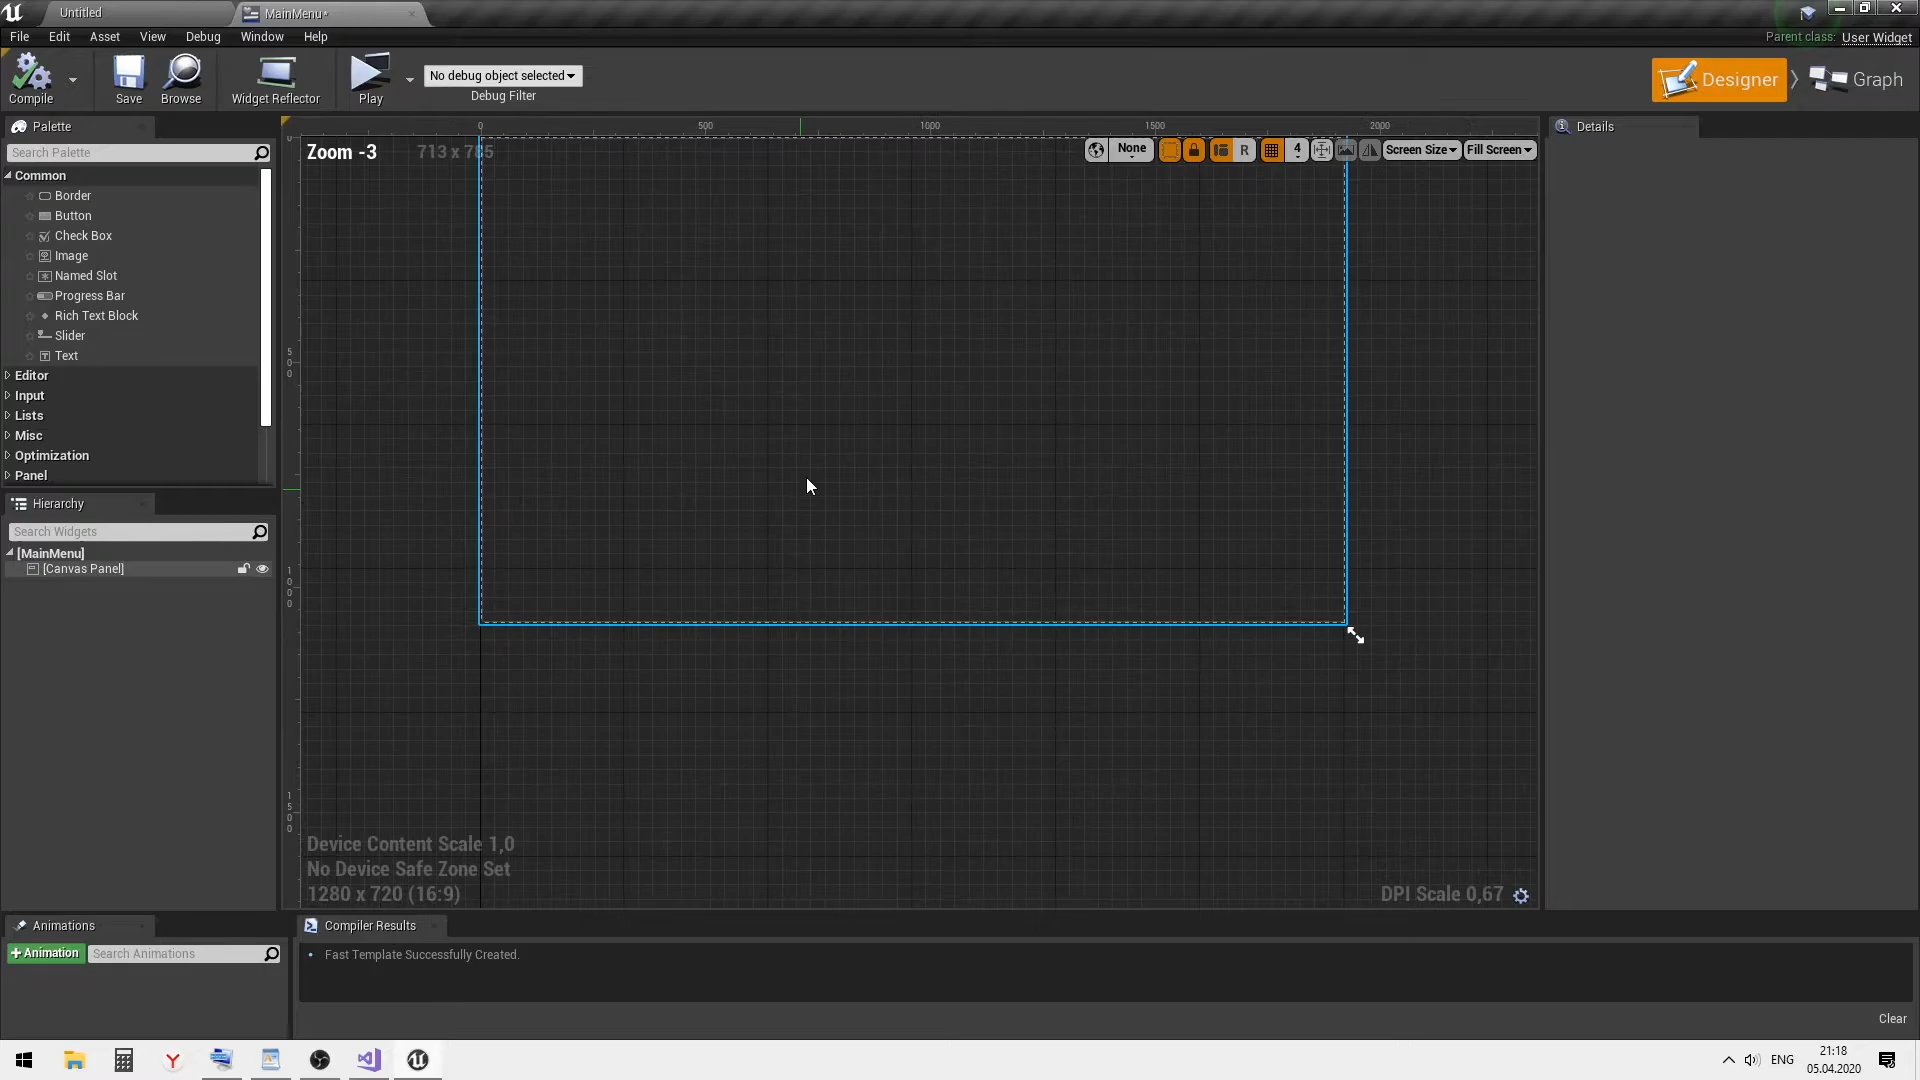 Untitled
MainMenu*
File Edit Asset View Debug Window Help
Parent class: User Widget
Compile
Save
Browse
Widget Reflector
Play
No debug object selected
Debug Filter
Designer
Graph
Palette
Search Palette
Common
Border
Button
Check Box
Image
Named Slot
Progress Bar
Rich Text Block
Slider
Text
Editor
Input
Lists
Misc
Optimization
Panel
Hierarchy
Search Widgets
[MainMenu]
[Canvas Panel]
0 500 1000 1500 2000
Zoom -3
713 x 785
None
R
4
Screen Size
Fill Screen
0
500
1000
1500
Device Content Scale 1,0
No Device Safe Zone Set
1280 x 720 (16:9)
DPI Scale 0,67
Details
Animations
+Animation
Search Animations
Compiler Results
• Fast Template Successfully Created.
Clear
ENG
21:18
05.04.2020